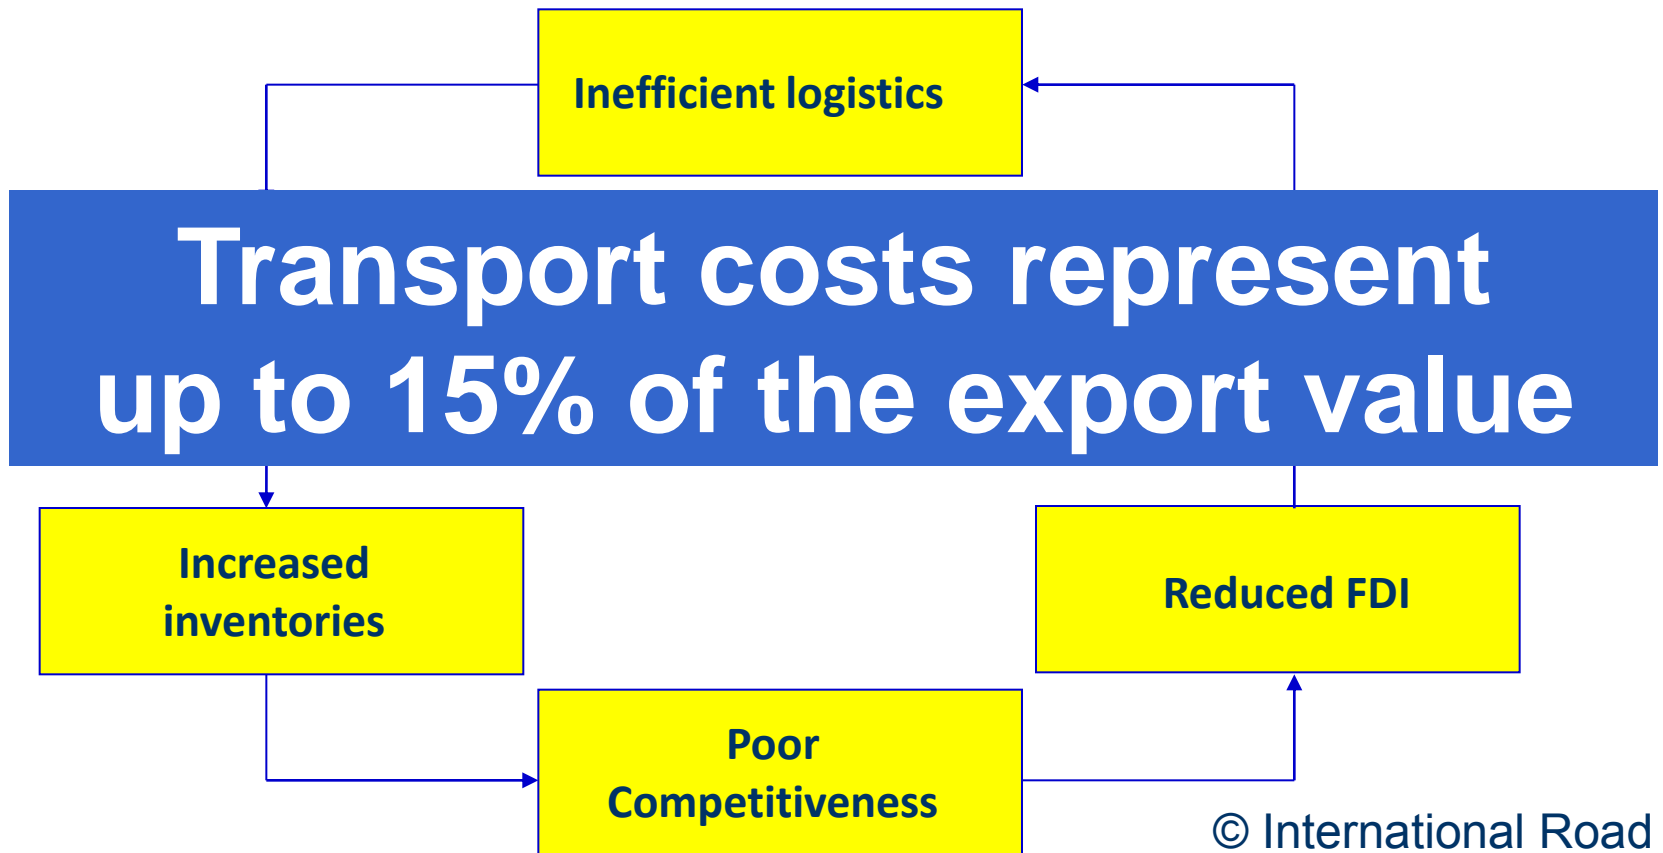 Inefficient logistics
Transport costs represent
up to 15% of the export value
Increased
inventories
Reduced FDI
Poor
Competitiveness
© International Road